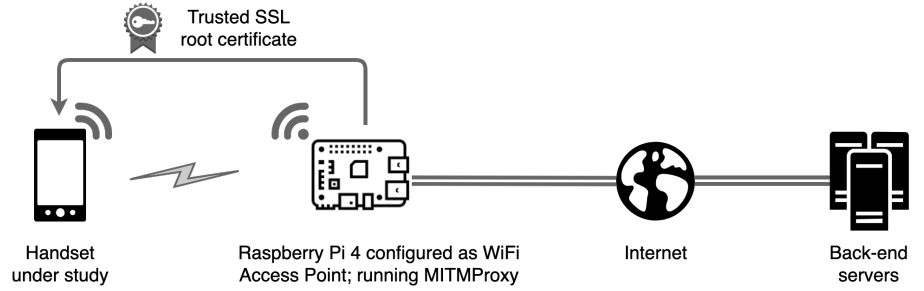 Trusted SSL
root certificate
Handset
under study
Raspberry Pi 4 configured as WiFi
Access Point; running MITMProxy
Internet
Back-end
servers